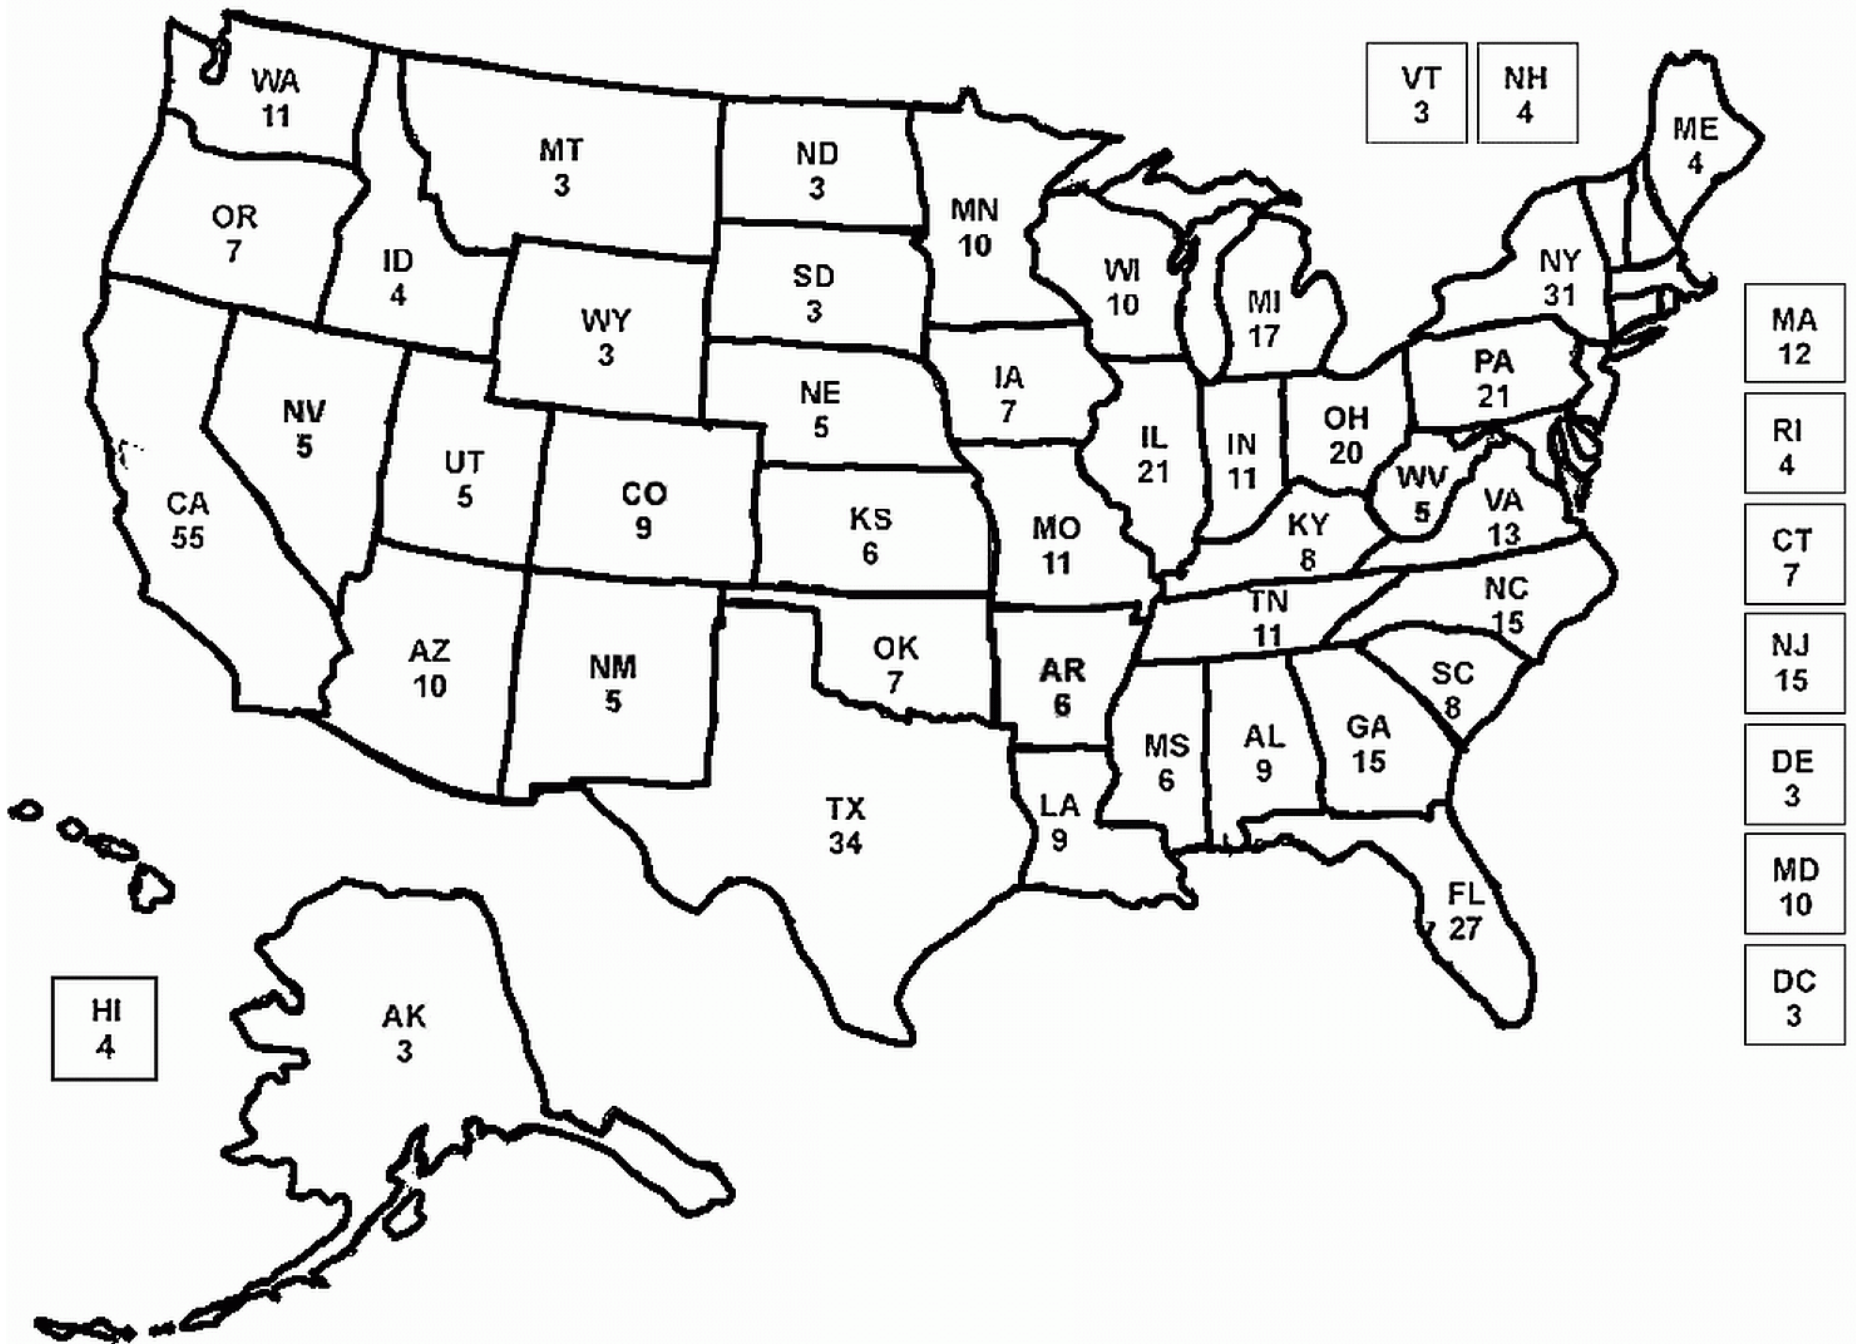 WA
11
OR
7
CA
55
ID
4
NV
5
MT
3
WY
3
UT
5
CO
9
AZ
10
NM
5
ND
3
SD
3
NE
5
KS
6
OK
7
TX
34
MN
10
IA
7
MO
11
AR
6
LA
9
WI
10
IL
21
MI
17
IN
11
OH
20
KY
8
TN
11
MS
6
AL
9
GA
15
FL
27
SC
8
NC
15
VA
13
WV
5
PA
21
NY
31
VT
3
NH
4
ME
4
MA
12
RI
4
CT
7
NJ
15
DE
3
MD
10
DC
3
HI
4
AK
3